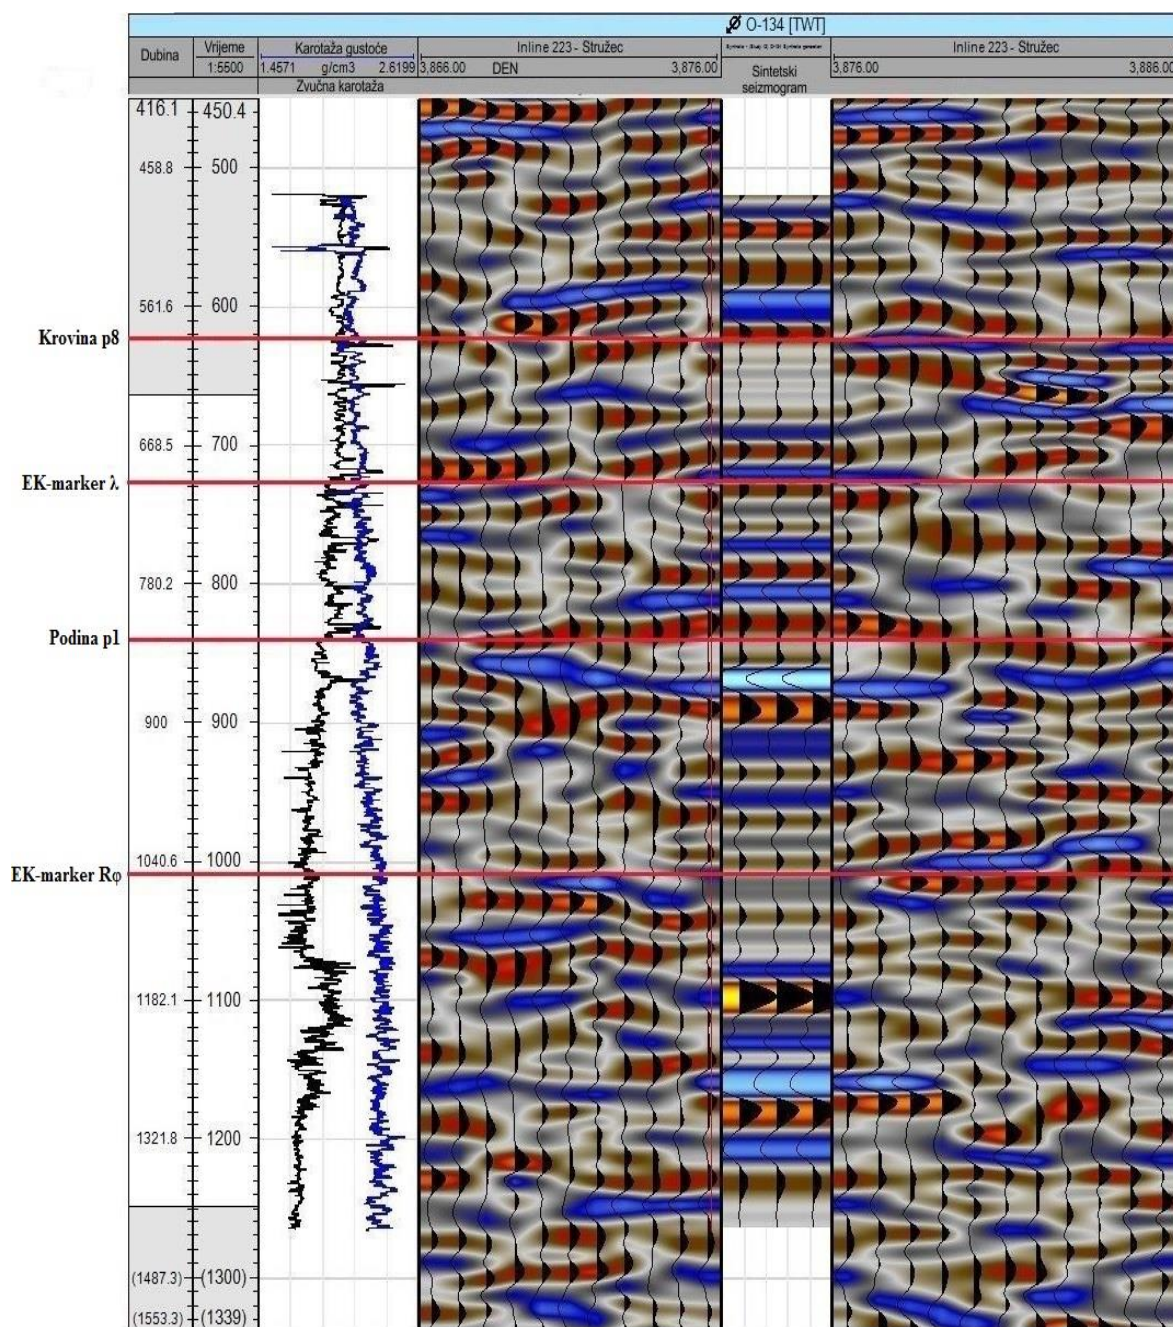 O-134 [TWT]
Dubina
Vrijeme
1:5500
Karotaža gustoće
1.4571 g/cm3 2.6199
Zvučna karotaža
Inline 223 - Stružec
3,866.00 DEN 3,876.00
Sintetski
seizmogram
Inline 223 - Stružec
3,876.00 3,886.00
416.1 450.4
458.8 500
561.6 600
Krovina p8
668.5 700
EK-marker λ
780.2 800
Podina p1
900 900
1040.6 1000
EK-marker Rφ
1182.1 1100
1321.8 1200
(1487.3) (1300)
(1553.3) (1339)